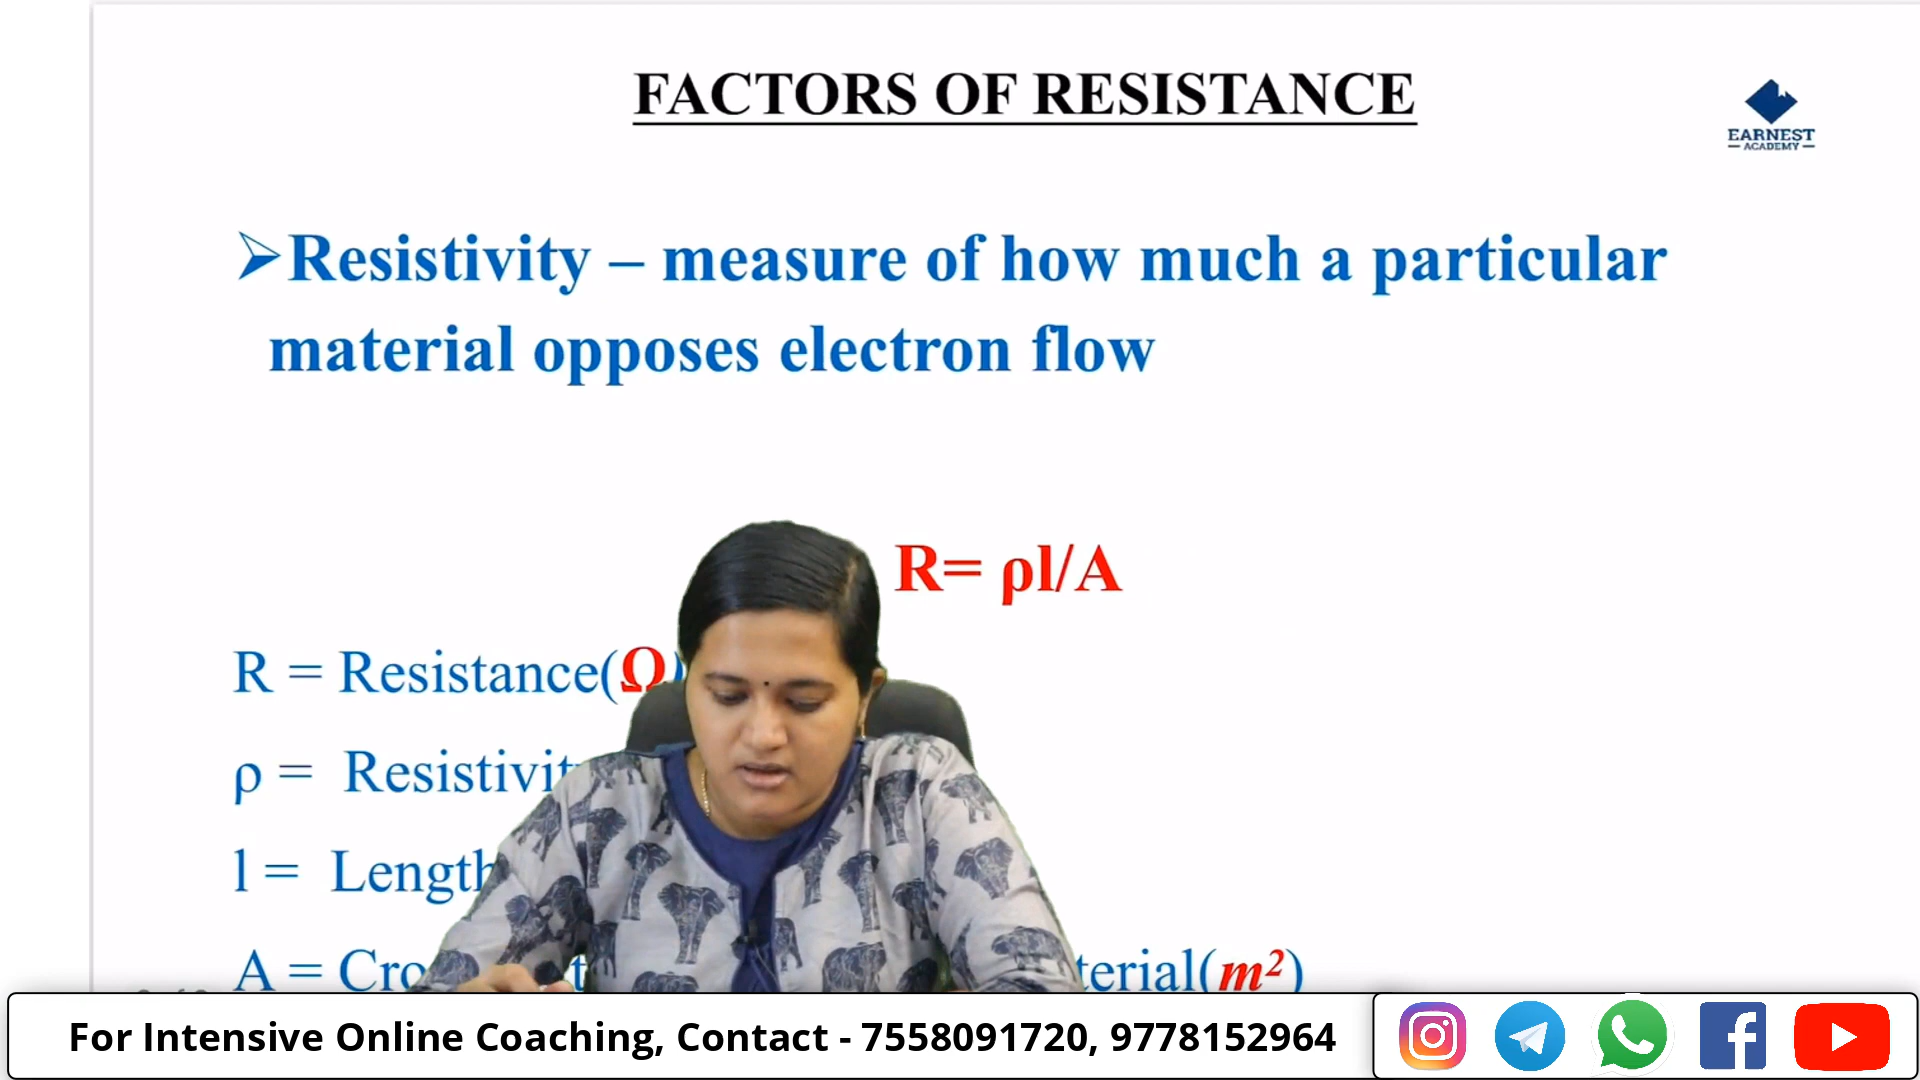 FACTORS OF RESISTANCE
EARNEST
ACADEMY
➢Resistivity – measure of how much a particular
material opposes electron flow
R= ρl/A
R = Resistance(Ω)
ρ = Resistivit
l = Length
A = Cro
terial(m²)
For Intensive Online Coaching, Contact - 7558091720, 9778152964